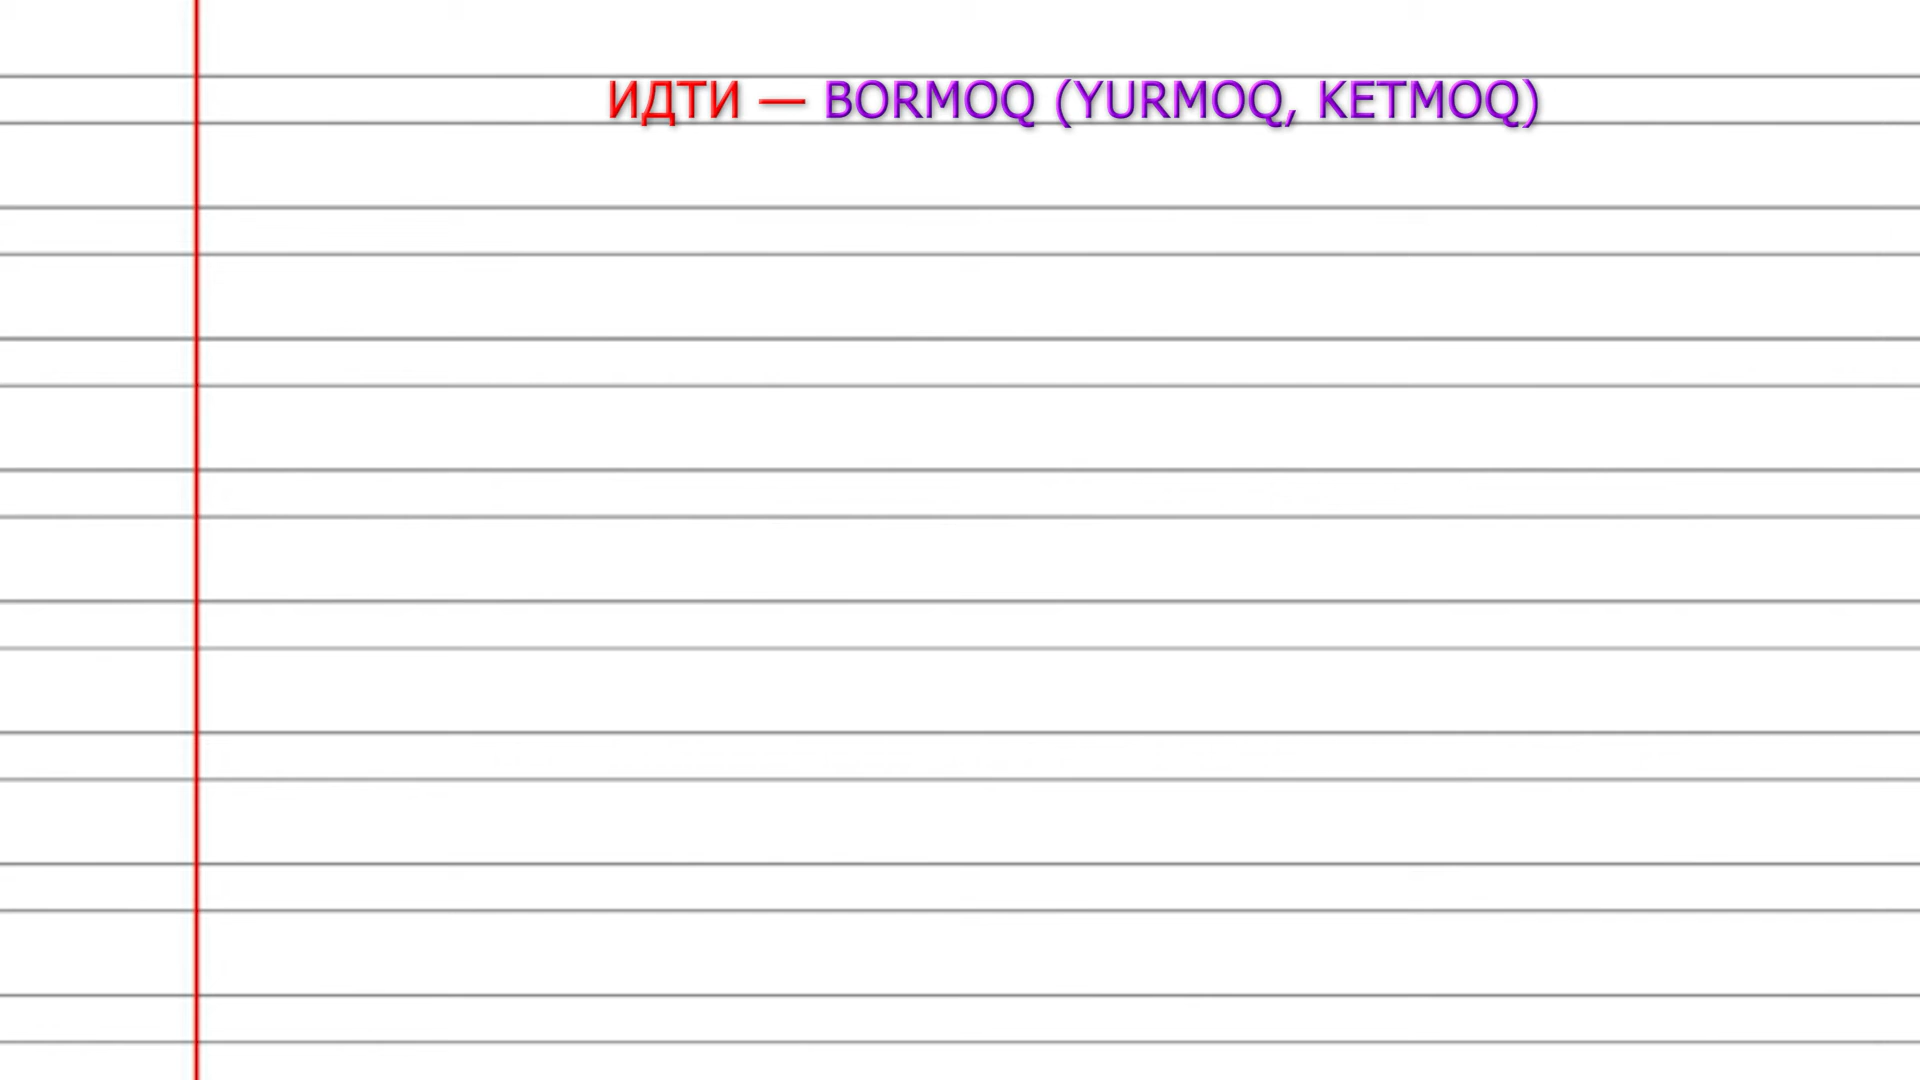 ИДТИ — BORMOQ (YURMOQ, KETMOQ)